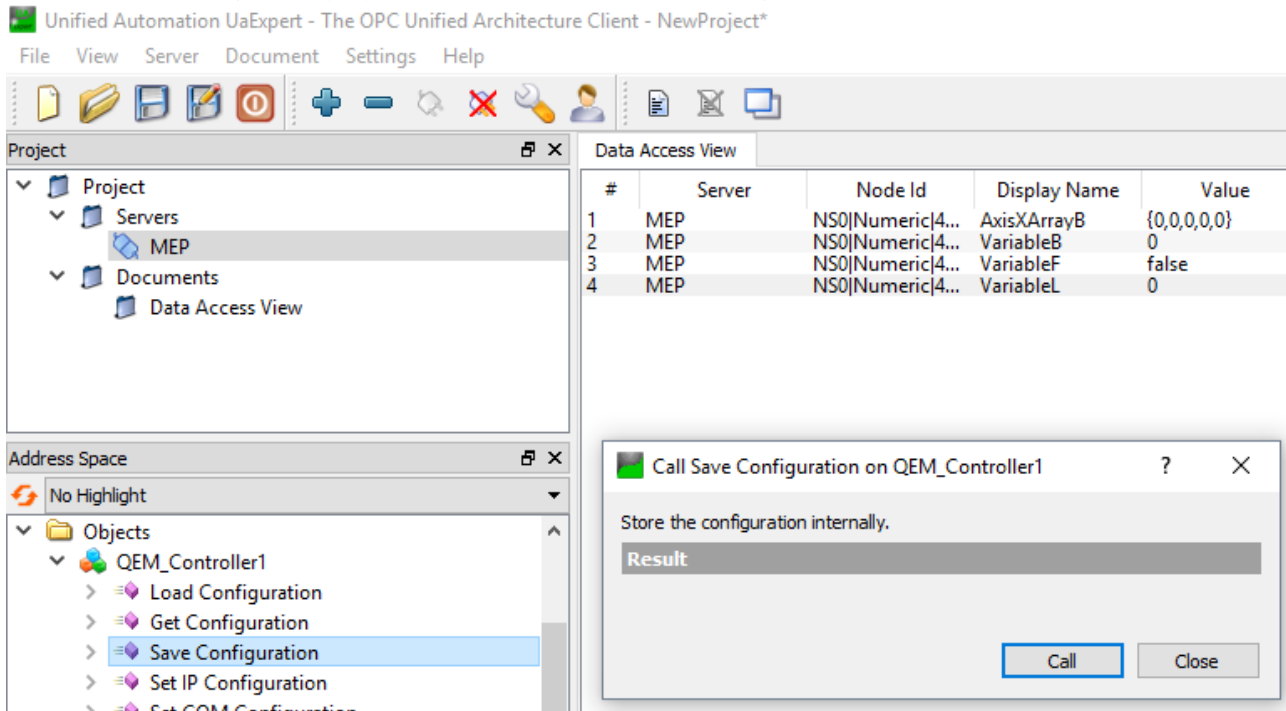 Unified Automation UaExpert - The OPC Unified Architecture Client - NewProject*
File View Server Document Settings Help
Project
Project
Servers
MEP
Documents
Data Access View
Data Access View
# Server Node Id Display Name Value
1 MEP NS0|Numeric|4... AxisXArrayB {0,0,0,0,0}
2 MEP NS0|Numeric|4... VariableB 0
3 MEP NS0|Numeric|4... VariableF false
4 MEP NS0|Numeric|4... VariableL 0
Address Space
No Highlight
Objects
QEM_Controller1
Load Configuration
Get Configuration
Save Configuration
Set IP Configuration
Set COM Configuration
Call Save Configuration on QEM_Controller1 ?
Store the configuration internally.
Result
Call Close